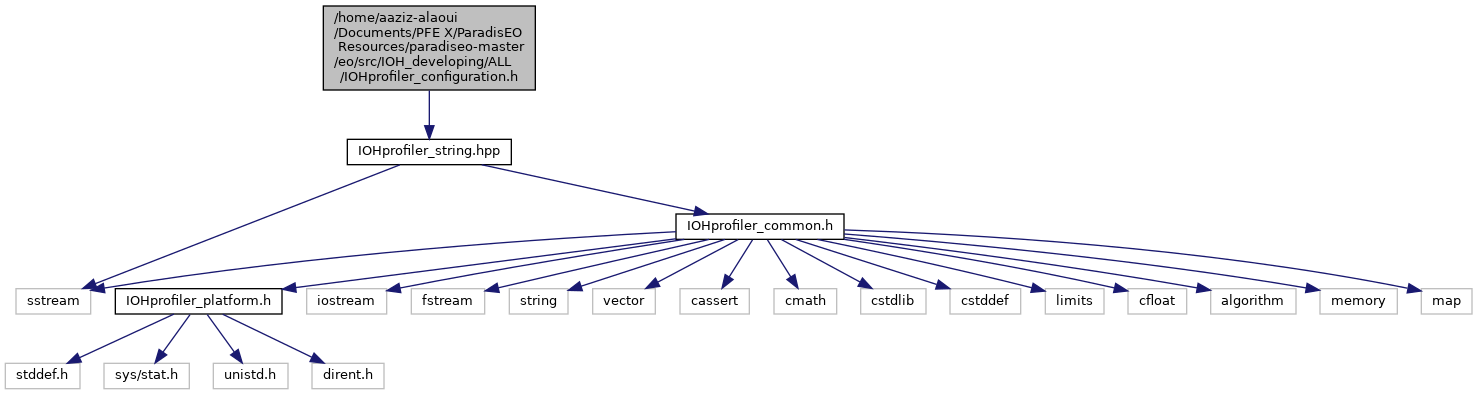 /home/aaziz-alaoui
/Documents/PFE X/ParadisEO
Resources/paradiseo-master
/eo/src/IOH_developing/ALL
/IOHprofiler_configuration.h
IOHprofiler_string.hpp
IOHprofiler_common.h
sstream
IOHprofiler_platform.h
iostream
fstream
string
vector
cassert
cmath
cstdlib
cstddef
limits
cfloat
algorithm
memory
map
stddef.h
sys/stat.h
unistd.h
dirent.h